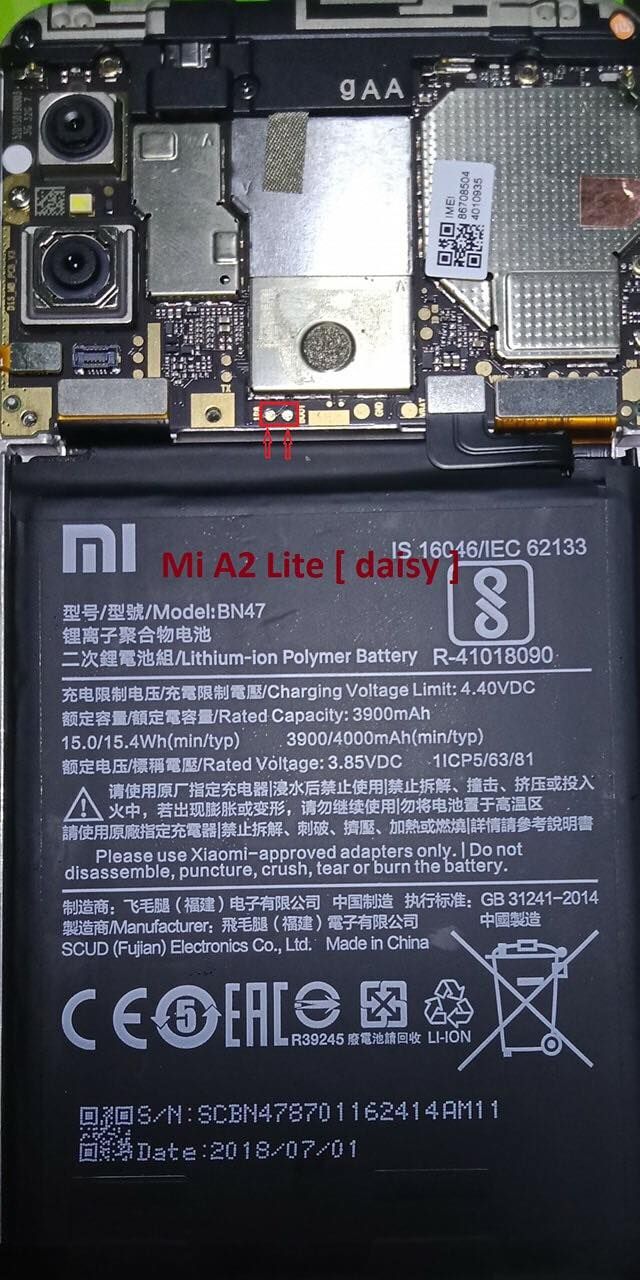 gAA
IMEI
86708504
4010935
D1S MB PCB V3
TX
BOOT
GND
VBAT
mi
Mi A2 Lite [ daisy ]
IS 16046/IEC 62133
R-41018090
型号/型號/Model:BN47
锂离子聚合物电池
二次鋰電池組/Lithium-ion Polymer Battery
充电限制电压/充電限制電壓/Charging Voltage Limit: 4.40VDC
额定容量/額定電容量/Rated Capacity: 3900mAh
15.0/15.4Wh(min/typ) 3900/4000mAh(min/typ)
额定电压/標稱電壓/Rated Voltage: 3.85VDC 1ICP5/63/81
请使用原厂指定充电器|浸水后禁止使用|禁止拆解、撞击、挤压或投入
火中，若出现膨胀或变形，请勿继续使用|勿将电池置于高温区
請使用原廠指定充電器|禁止拆解、刺破、擠壓、加熱或燃燒|詳情請參考說明書
Please use Xiaomi-approved adapters only. | Do not
disassemble, puncture, crush, tear or burn the battery.
制造商：飞毛腿（福建）电子有限公司 中国制造 执行标准：GB 31241-2014
製造商/Manufacturer: 飛毛腿（福建）電子有限公司 中國製造
SCUD (Fujian) Electronics Co., Ltd. Made in China
CE 5 EAC
R39245 廢電池請回收 LI-ION
S/N:SCBN478701162414AM11
Date:2018/07/01